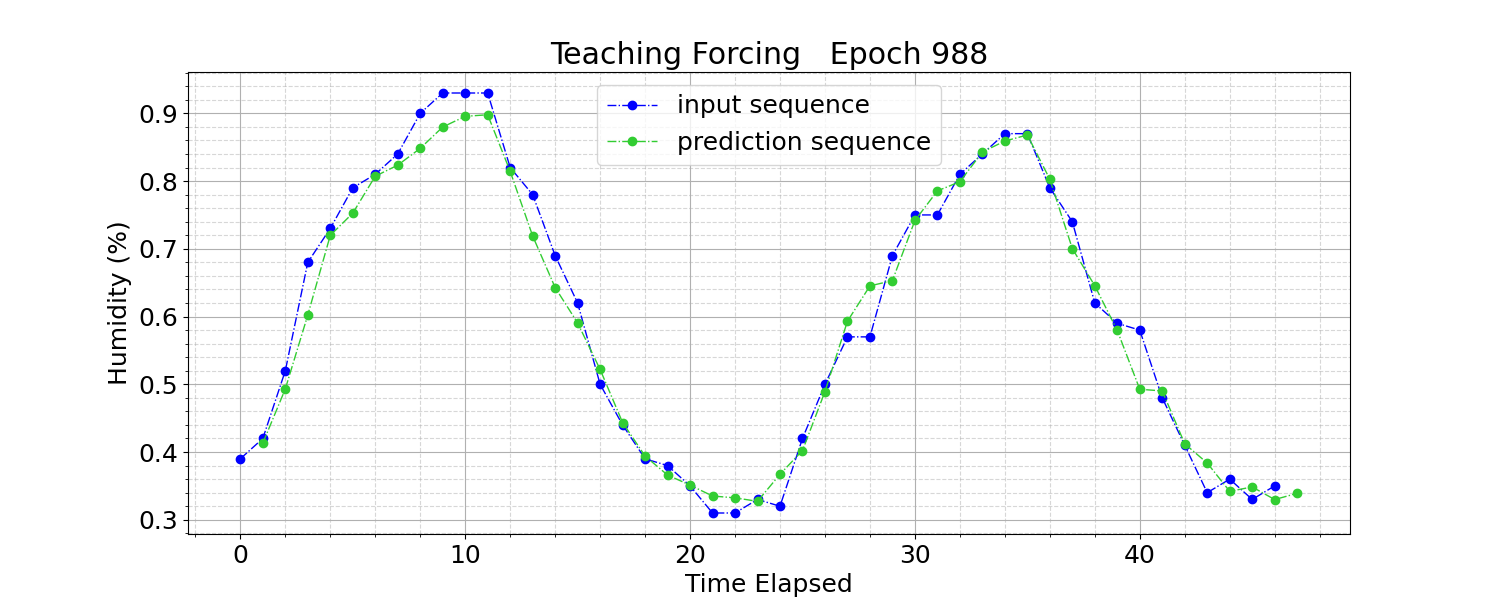 Teaching Forcing   Epoch 988
input sequence
prediction sequence
Humidity (%)
0.9
0.8
0.7
0.6
0.5
0.4
0.3
0 10 20 30 40
Time Elapsed